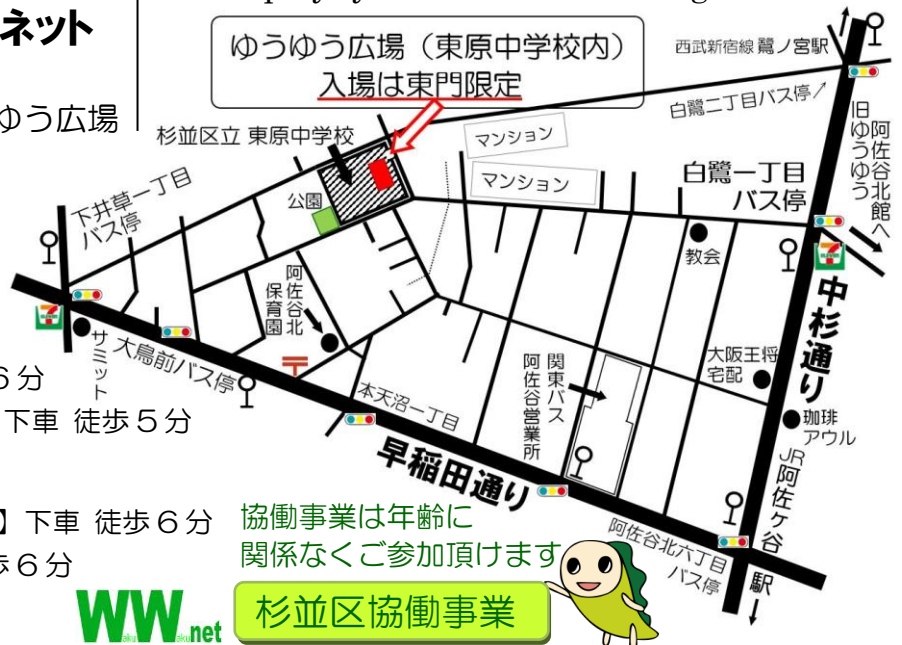 ネット
ゆう広場
ゆうゆう広場（東原中学校内）
入場は東門限定
西武新宿線 鷺ノ宮駅
白鷺二丁目バス停
旧ゆうゆう
阿佐谷北館へ
杉並区立 東原中学校
マンション
マンション
白鷺一丁目
バス停
公園
下井草一丁目
バス停
教会
中杉通り
阿佐谷北
保育園
サミット
大鳥前バス停
大阪王将
宅配
関東バス
阿佐谷営業所
本天沼一丁目
珈琲
アウル
JR阿佐ヶ谷駅
早稲田通り
阿佐谷北六丁目
バス停
６分
下車 徒歩５分
】下車 徒歩６分
歩６分
協働事業は年齢に
関係なくご参加頂けます
WW.net
杉並区協働事業